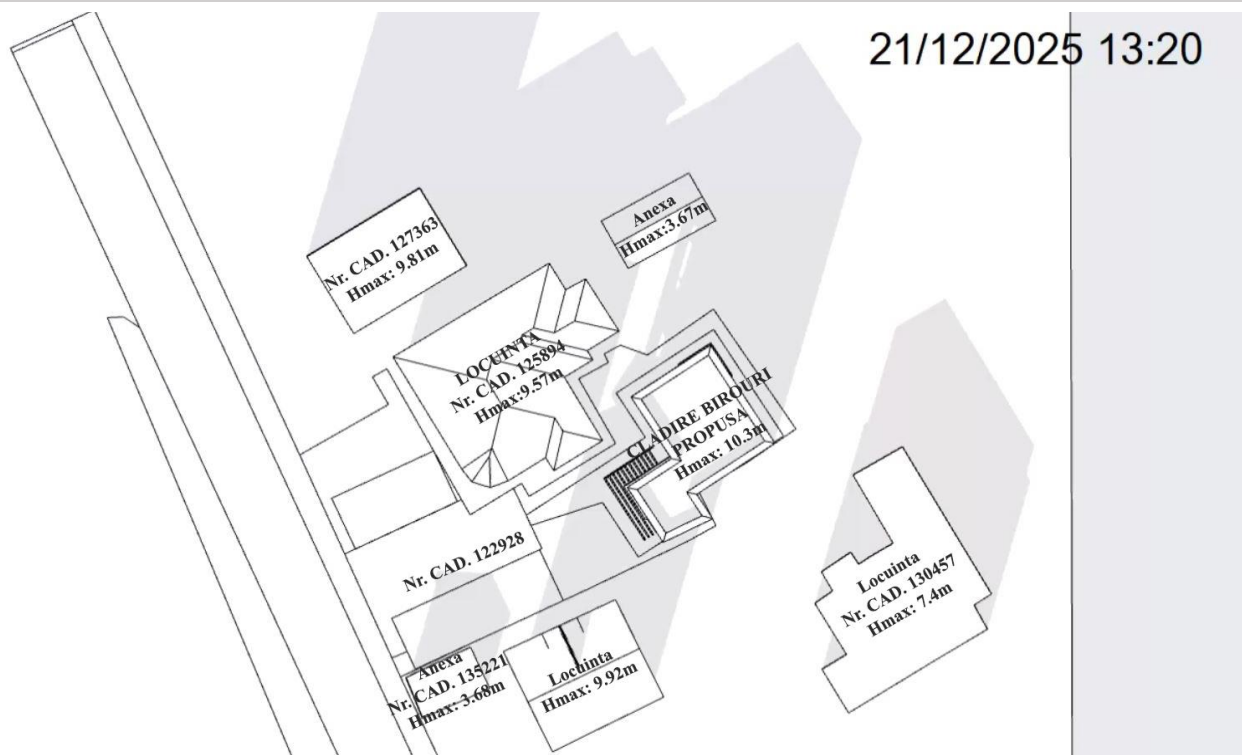 21/12/2025 13:20
Nr. CAD. 127363
Hmax: 9.81m
Anexa
Hmax:3.67m
LOCUINTA
Nr. CAD. 125894
Hmax:9.57m
CLADIRE BIROURI
PROPUSA
Hmax: 10.3m
Nr. CAD. 122928
Locuinta
Nr. CAD. 130457
Hmax: 7.4m
Anexa
Nr. CAD. 135221
Hmax: 3.68m
Locuinta
Hmax: 9.92m